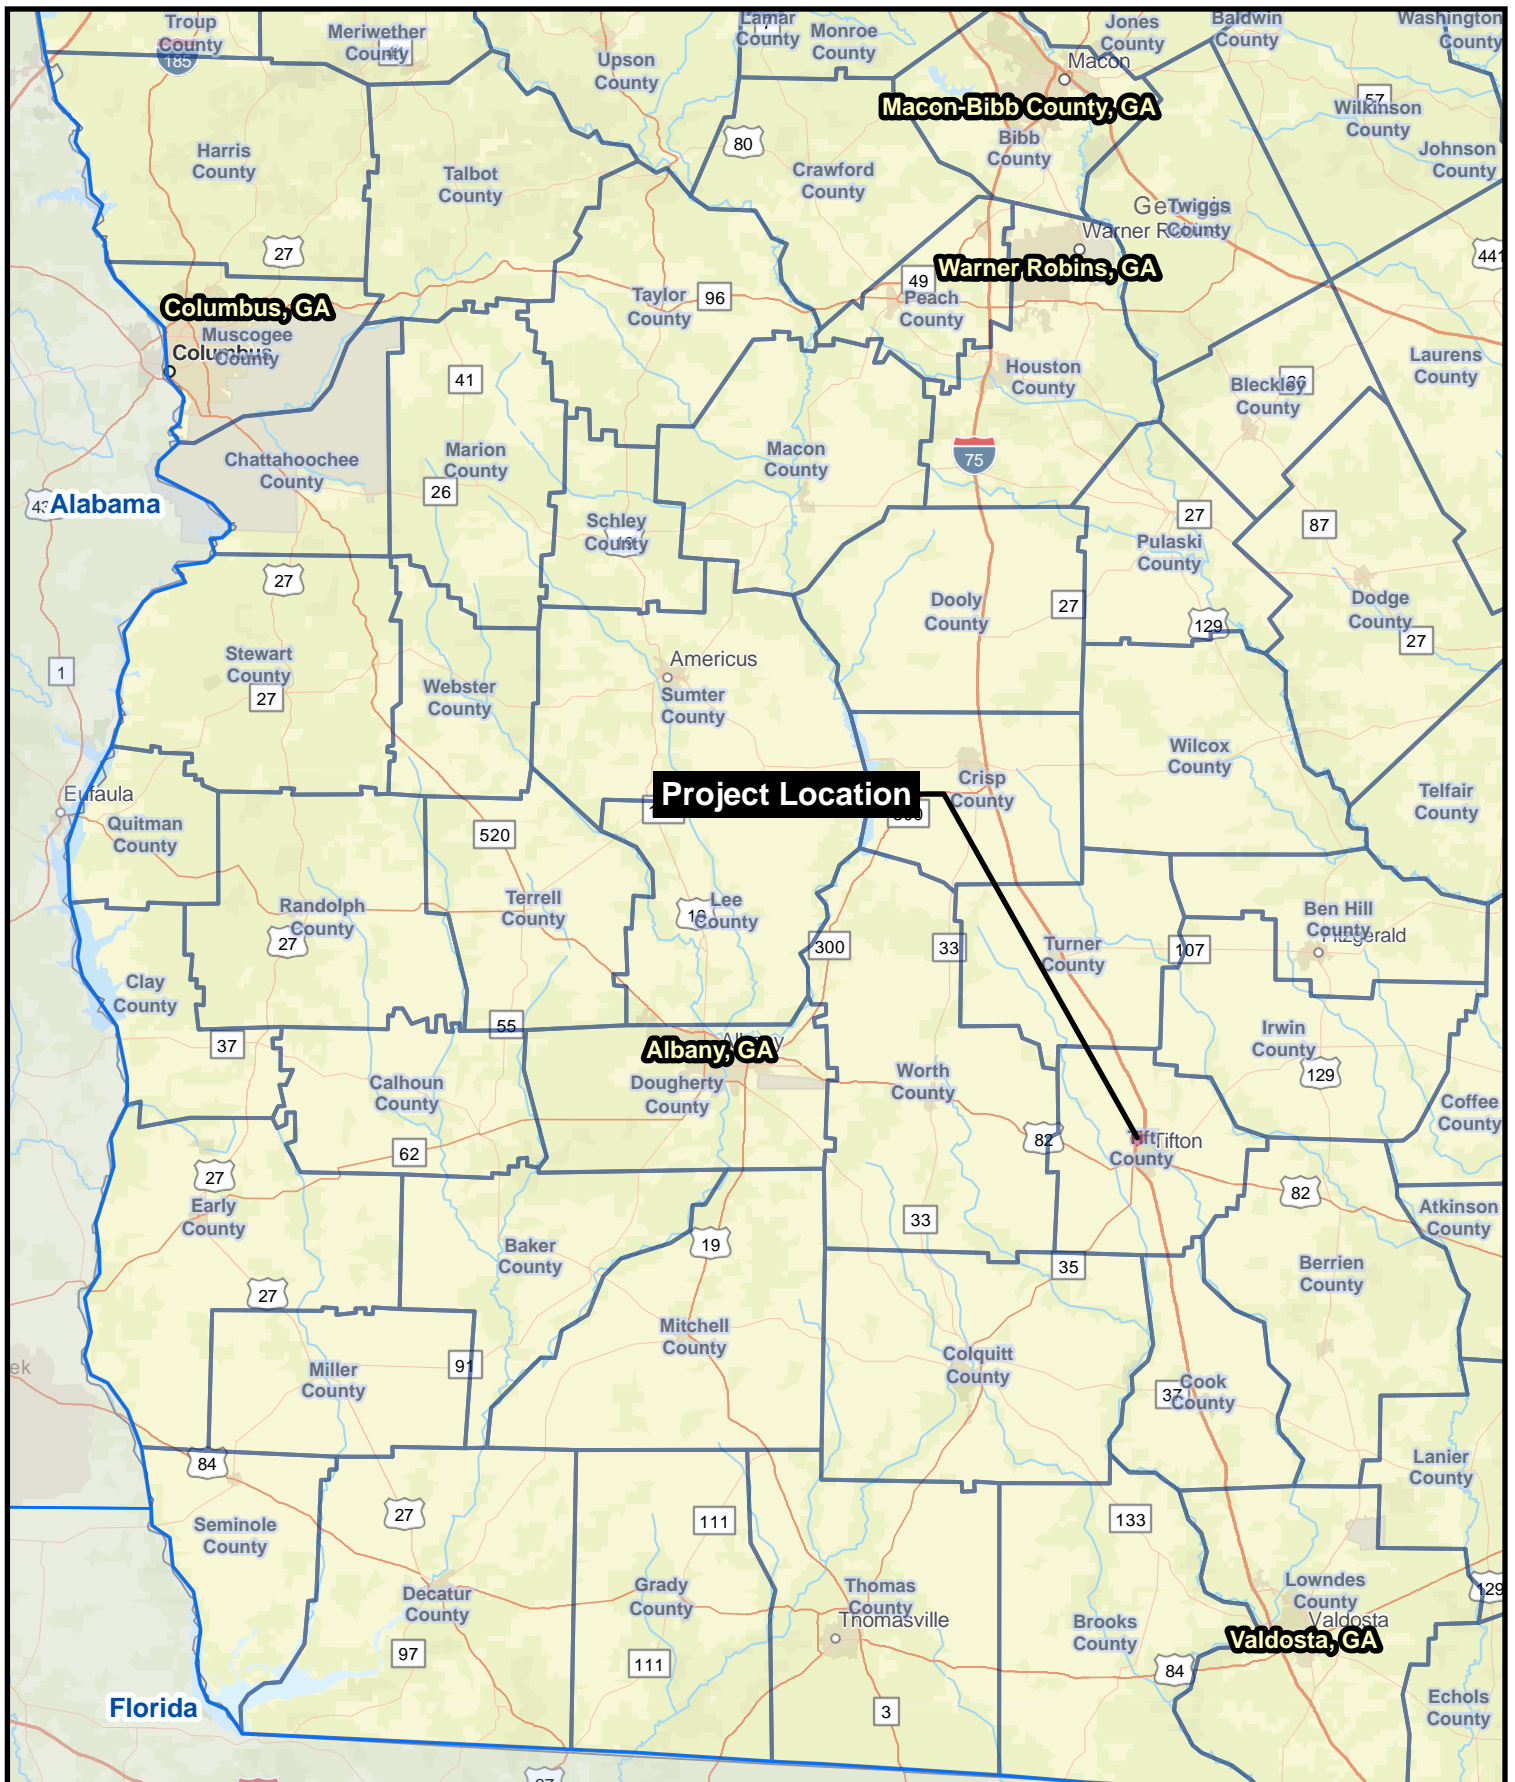 Troup
County
185
Meriwether
County
41
Upson
County
Lamar
County
Monroe
County
Jones
County
Baldwin
County
Washington
County
Macon
Macon-Bibb County, GA
Bibb
County
57
Wilkinson
County
Johnson
County
Harris
County
Talbot
County
80
Crawford
County
Twiggs
County
Warner Robins
Warner Robins, GA
27
441
Columbus, GA
Muscogee
County
Columbus
Taylor
County
96
49
Peach
County
Houston
County
Laurens
County
Bleckley
County
41
Marion
County
26
Chattahoochee
County
Macon
County
75
Alabama
Schley
County
27
87
Pulaski
County
27
Dooly
County
27
129
Dodge
County
27
Stewart
County
27
1
Webster
County
Americus
Sumter
County
Wilcox
County
Telfair
County
Project Location
Crisp
County
Eufaula
Quitman
County
520
Terrell
County
Lee
County
Randolph
County
27
300
33
Turner
County
107
Ben Hill
County
Fitzgerald
Clay
County
37
55
Irwin
County
129
Albany, GA
Dougherty
County
Calhoun
County
Worth
County
Coffee
County
62
82
Tift
County
Tifton
27
Early
County
33
82
Atkinson
County
Baker
County
19
35
Berrien
County
27
Mitchell
County
Miller
County
91
Colquitt
County
37
Cook
County
84
Lanier
County
Seminole
County
27
111
133
Decatur
County
Grady
County
Thomas
County
Thomasville
Brooks
County
Lowndes
County
129
Valdosta
Valdosta, GA
97
111
84
Florida
3
Echols
County